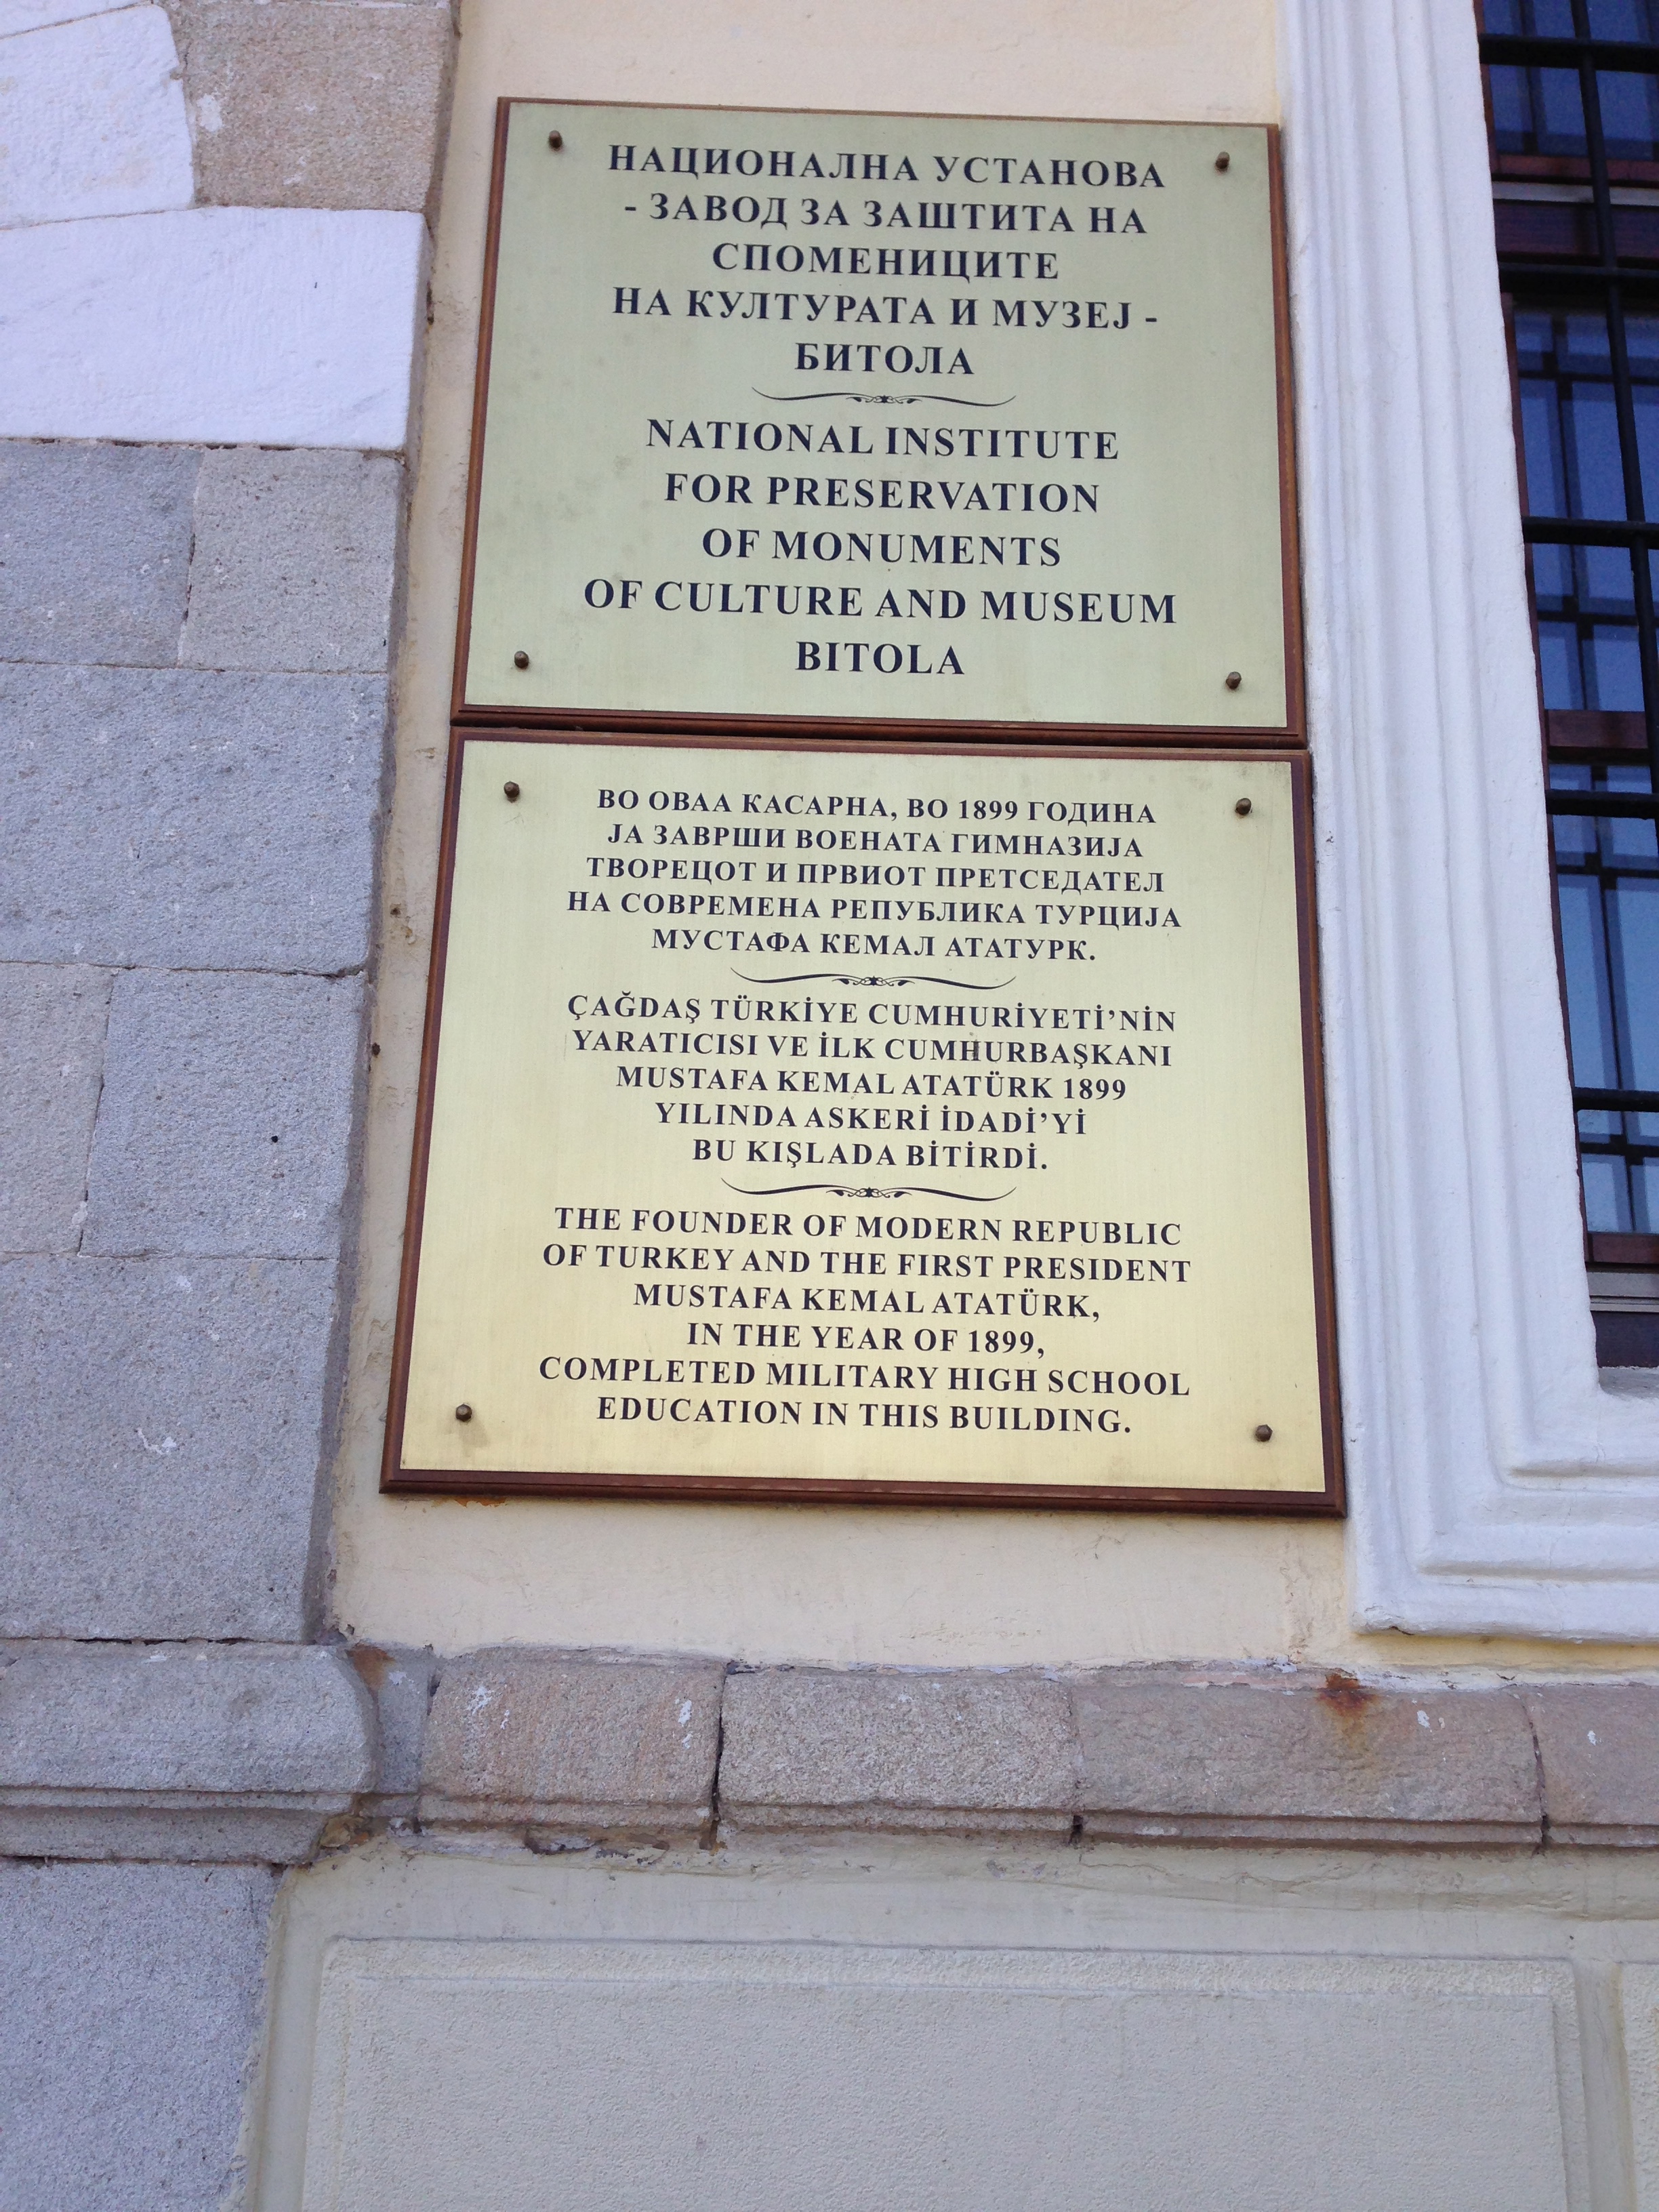 НАЦИОНАЛНА УСТАНОВА
- ЗАВОД ЗА ЗАШТИТА НА
СПОМЕНИЦИТЕ
НА КУЛТУРАТА И МУЗЕЈ -
БИТОЛА
NATIONAL INSTITUTE
FOR PRESERVATION
OF MONUMENTS
OF CULTURE AND MUSEUM
BITOLA
ВО ОВАА КАСАРНА, ВО 1899 ГОДИНА
ЈА ЗАВРШИ ВОЕНАТА ГИМНАЗИЈА
ТВОРЕЦОТ И ПРВИОТ ПРЕТСЕДАТЕЛ
НА СОВРЕМЕНА РЕПУБЛИКА ТУРЦИЈА
МУСТАФА КЕМАЛ АТАТУРК.
ÇAĞDAŞ TÜRKİYE CUMHURİYETİ'NİN
YARATICISI VE İLK CUMHURBAŞKANI
MUSTAFA KEMAL ATATÜRK 1899
YILINDA ASKERİ İDADİ'Yİ
BU KIŞLADA BİTİRDİ.
THE FOUNDER OF MODERN REPUBLIC
OF TURKEY AND THE FIRST PRESIDENT
MUSTAFA KEMAL ATATÜRK,
IN THE YEAR OF 1899,
COMPLETED MILITARY HIGH SCHOOL
EDUCATION IN THIS BUILDING.